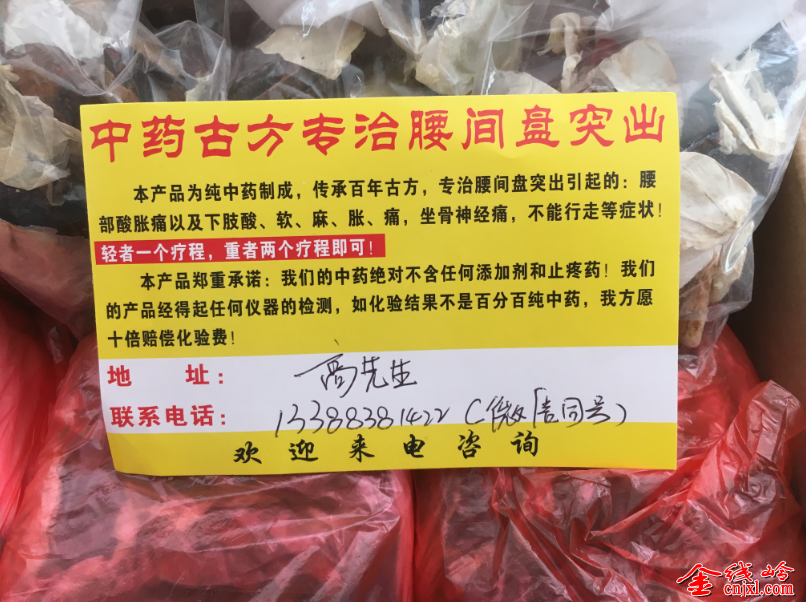 中药古方专治腰间盘突出
本产品为纯中药制成，传承百年古方，专治腰间盘突出引起的：腰
部酸胀痛以及下肢酸、软、麻、胀、痛，坐骨神经痛，不能行走等症状！
轻者一个疗程，重者两个疗程即可！
本产品郑重承诺：我们的中药绝对不含任何添加剂和止疼药！我们
的产品经得起任何仪器的检测，如化验结果不是百分百纯中药，我方愿
十倍赔偿化验费！
地 址： 高先生
联系电话：13388381422（微信同号）
欢迎来电咨询
金线岭
cnjxl.com